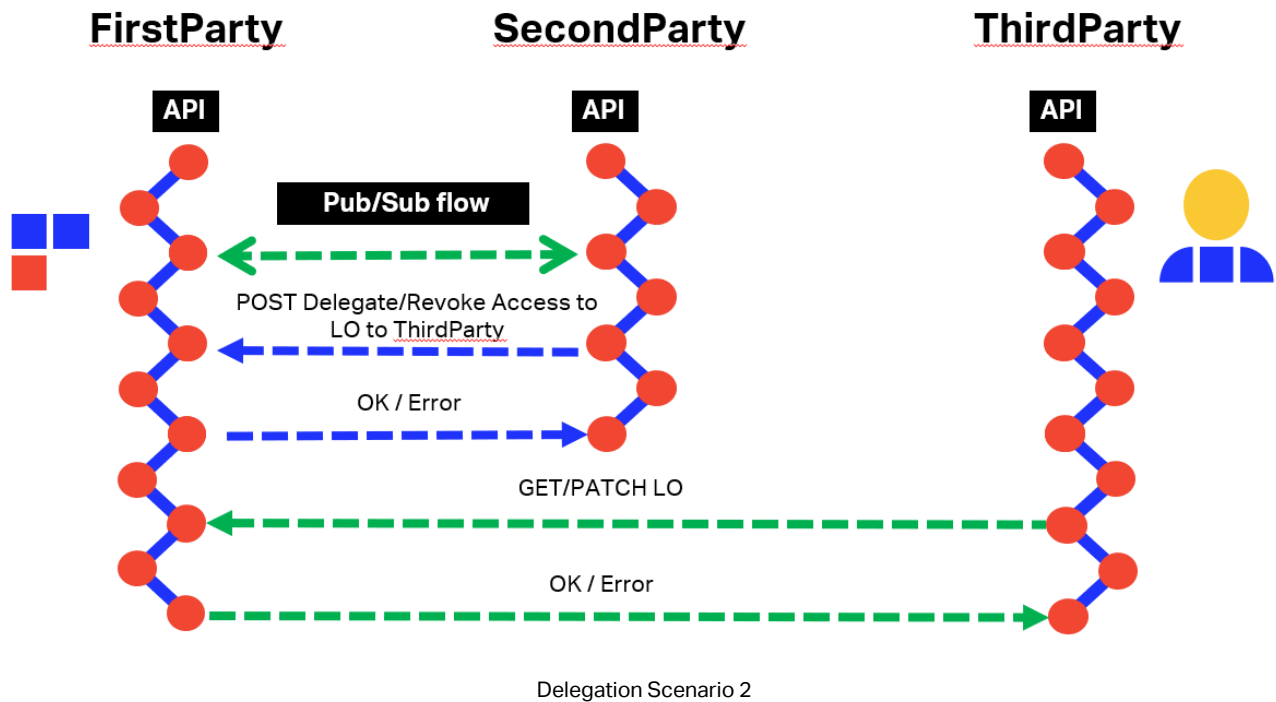 FirstParty
SecondParty
ThirdParty
API
API
API
Pub/Sub flow
POST Delegate/Revoke Access to
LO to ThirdParty
OK / Error
GET/PATCH LO
OK / Error
Delegation Scenario 2